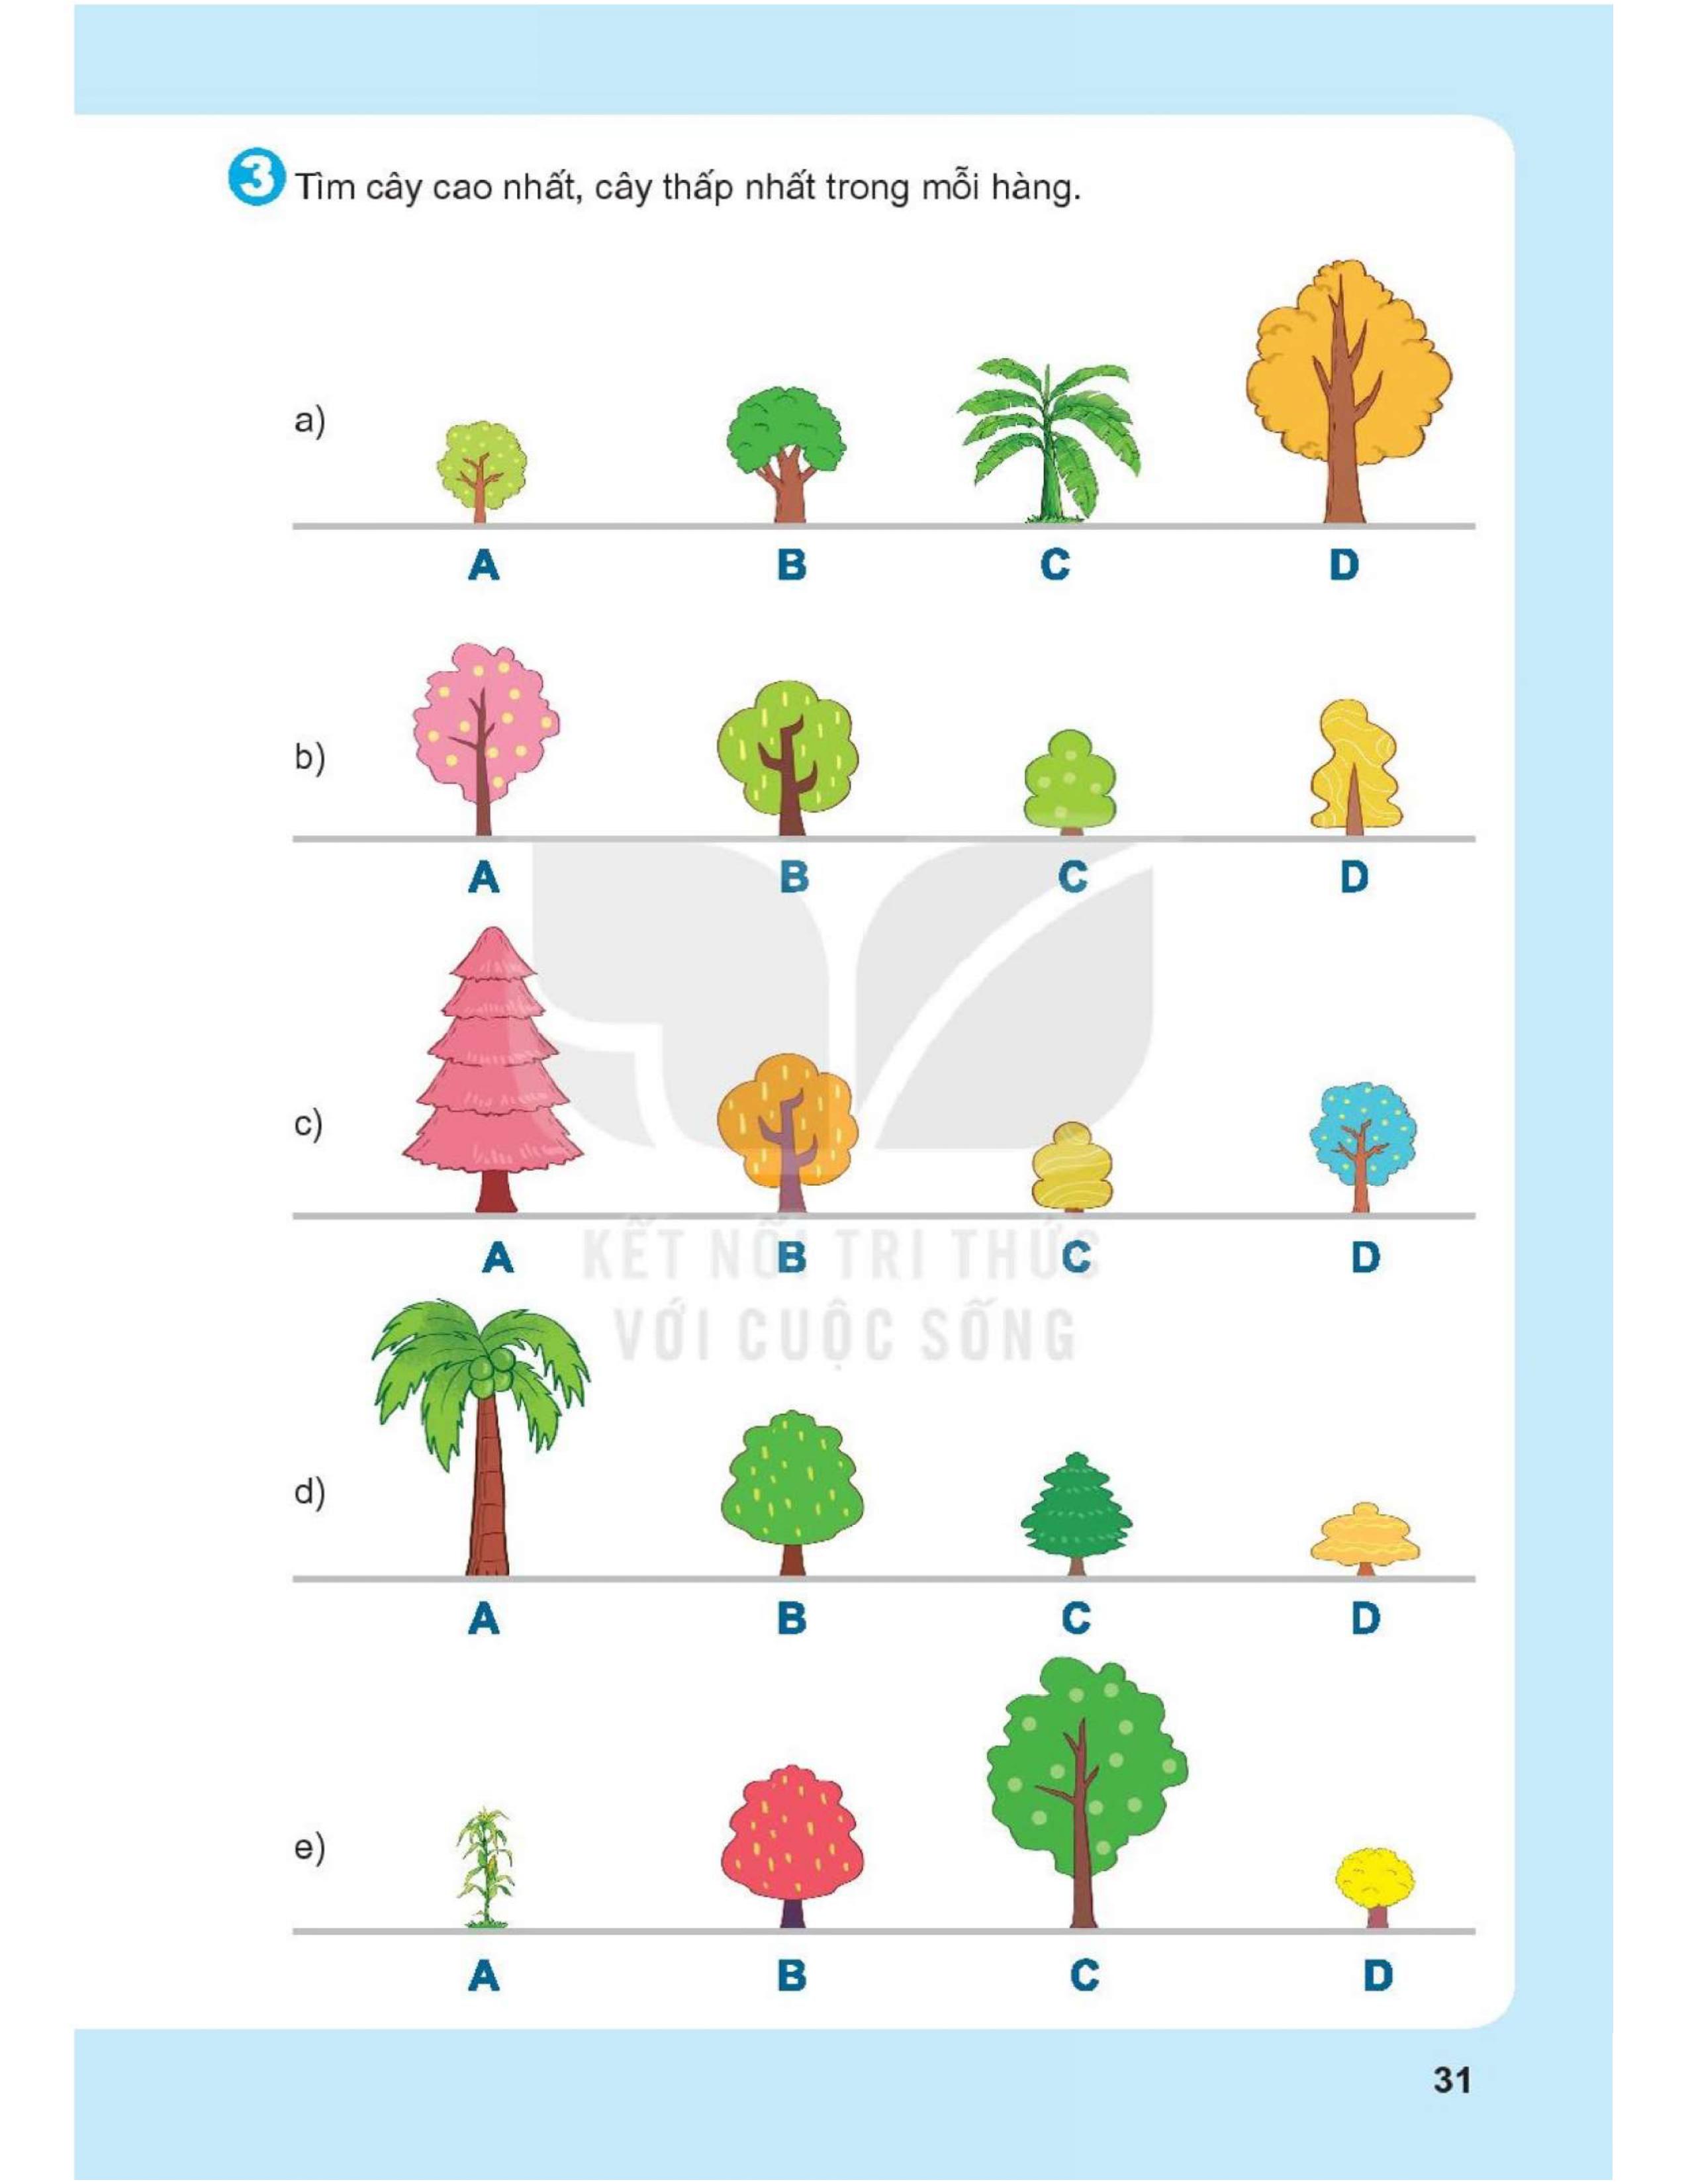 3 Tìm cây cao nhất, cây thấp nhất trong mỗi hàng.
a)
A B C D
b)
A B C D
c)
A B C D
KẾT NỐI TRI THỨC
VỚI CUỘC SỐNG
d)
A B C D
e)
A B C D
31